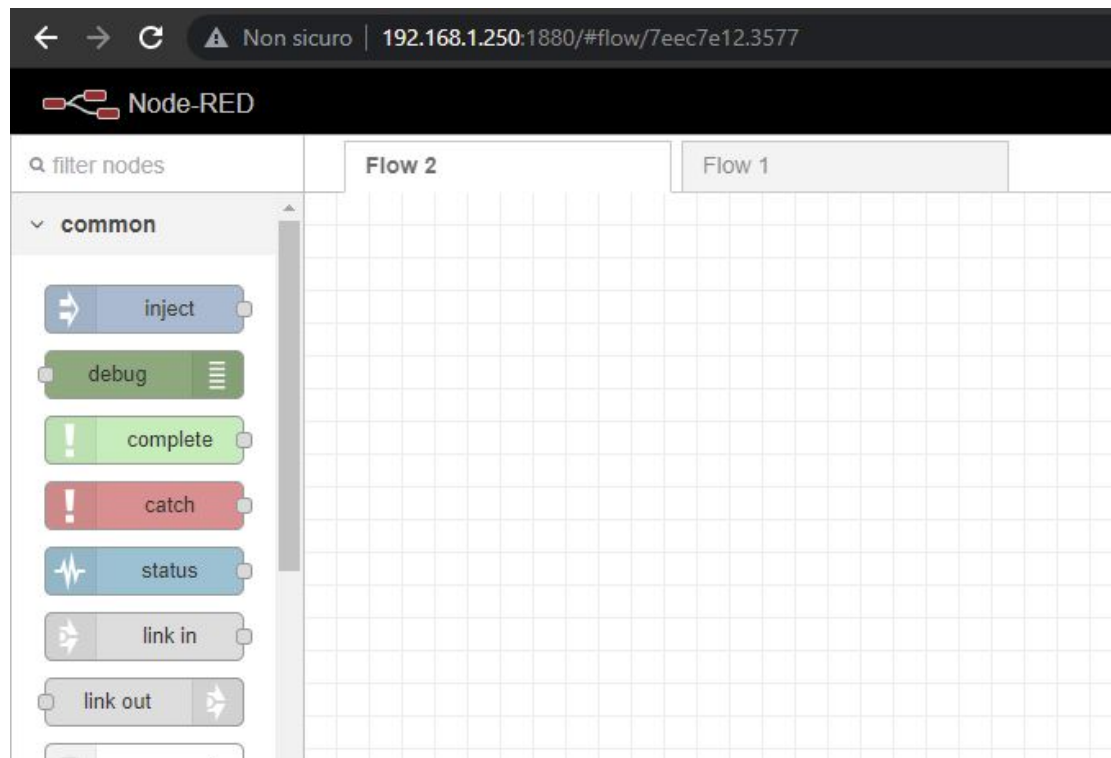 Non sicuro | 192.168.1.250:1880/#flow/7eec7e12.3577
Node-RED
filter nodes
Flow 2
Flow 1
common
inject
debug
complete
catch
status
link in
link out